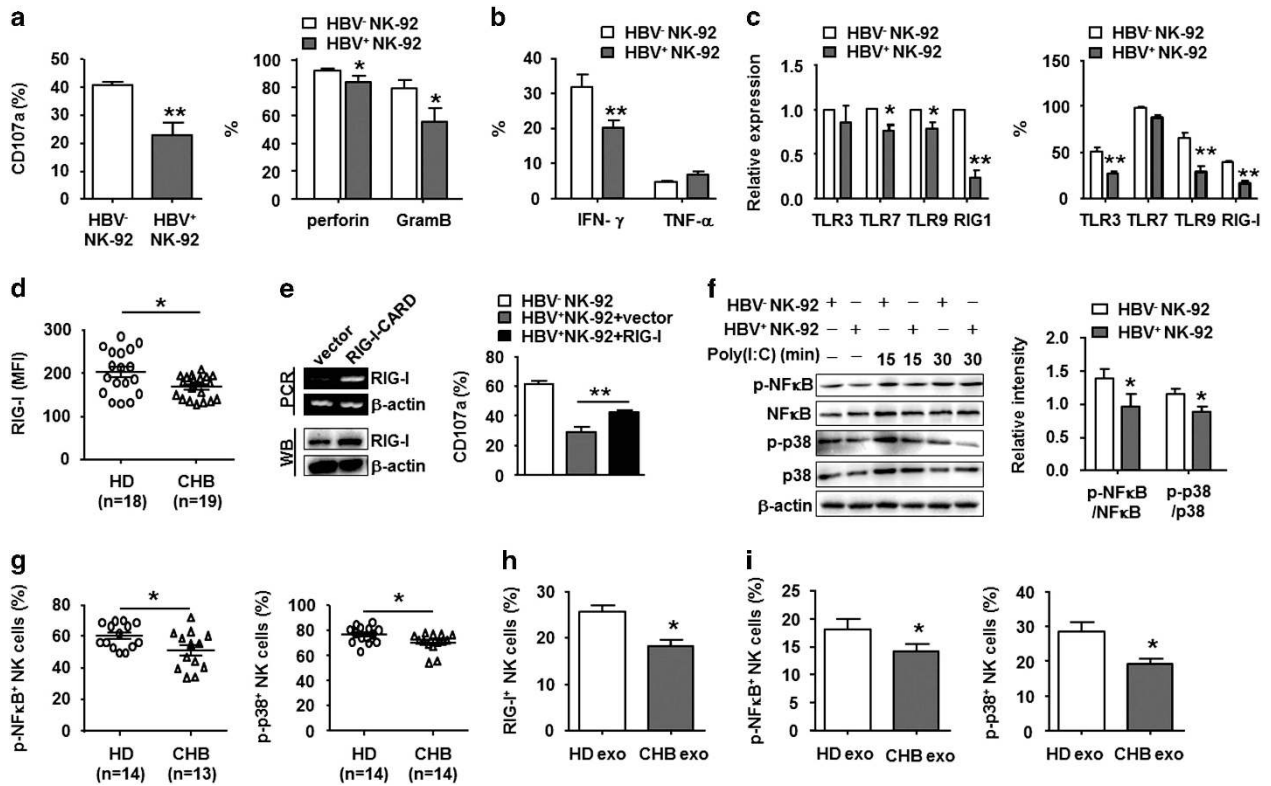 a
HBV⁻ NK-92
HBV⁺ NK-92
CD107a (%)
50
40
30
20
10
0
**
HBV⁻ NK-92
HBV⁺ NK-92
%
100
80
60
40
20
0
*
*
perforin
GramB
b
HBV⁻ NK-92
HBV⁺ NK-92
%
40
30
20
10
0
**
IFN- γ
TNF-α
c
HBV⁻ NK-92
HBV⁺ NK-92
Relative expression
1.5
1.0
0.5
0.0
*
*
**
TLR3 TLR7 TLR9 RIG1
HBV⁻ NK-92
HBV⁺ NK-92
%
150
100
50
0
**
**
**
TLR3 TLR7 TLR9 RIG-I
d
RIG-I (MFI)
300
200
100
0
*
HD
(n=18)
CHB
(n=19)
e
vector
RIG-I-CARD
PCR
RIG-I
β-actin
WB
RIG-I
β-actin
HBV⁻ NK-92
HBV⁺NK-92+vector
HBV⁺NK-92+RIG-I
CD107a (%)
80
60
40
20
0
**
f
HBV⁻ NK-92 + – + – + –
HBV⁺ NK-92 – + – + – +
Poly(I:C) (min) – – 15 15 30 30
p-NFκB
NFκB
p-p38
p38
β-actin
HBV⁻ NK-92
HBV⁺ NK-92
Relative intensity
2.0
1.5
1.0
0.5
0.0
*
*
p-NFκB
/NFκB
p-p38
/p38
g
p-NFκB⁺ NK cells (%)
80
60
40
20
0
*
HD
(n=14)
CHB
(n=13)
p-p38⁺ NK cells (%)
100
80
60
40
20
0
*
HD
(n=14)
CHB
(n=14)
h
RIG-I⁺ NK cells (%)
30
20
10
0
*
HD exo
CHB exo
i
p-NFκB⁺ NK cells (%)
25
20
15
10
5
0
*
HD exo
CHB exo
p-p38⁺ NK cells (%)
40
30
20
10
0
*
HD exo
CHB exo